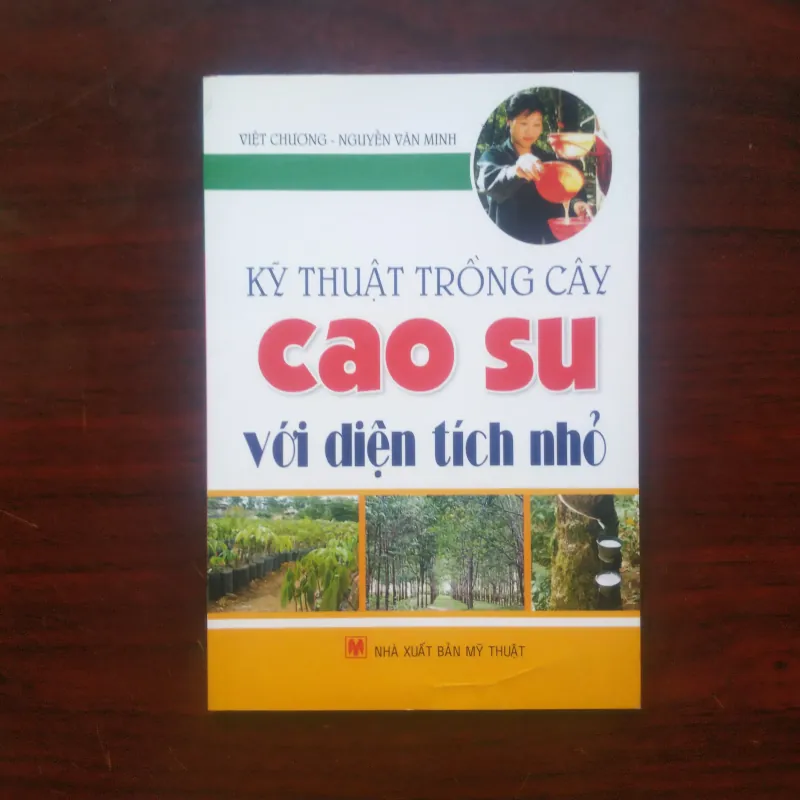 VIỆT CHƯƠNG - NGUYỄN VĂN MINH
KỸ THUẬT TRỒNG CÂY
cao su
với diện tích nhỏ
NHÀ XUẤT BẢN MỸ THUẬT